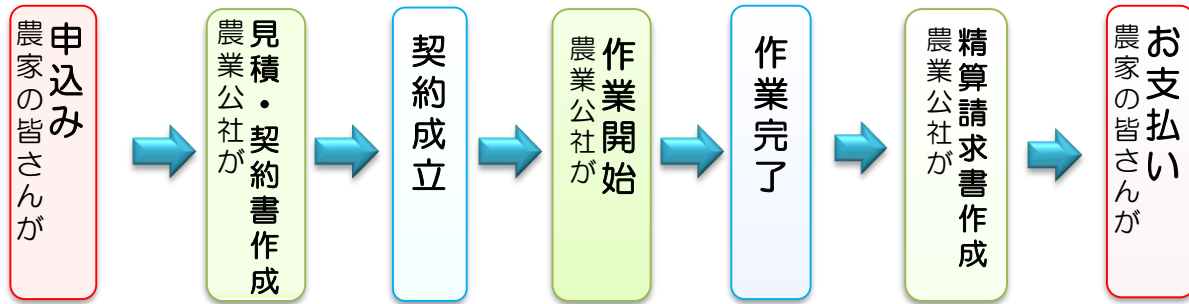 申込み
農家の皆さんが
見積・契約書作成
農業公社が
契約成立
作業開始
農業公社が
作業完了
精算請求書作成
農業公社が
お支払い
農家の皆さんが